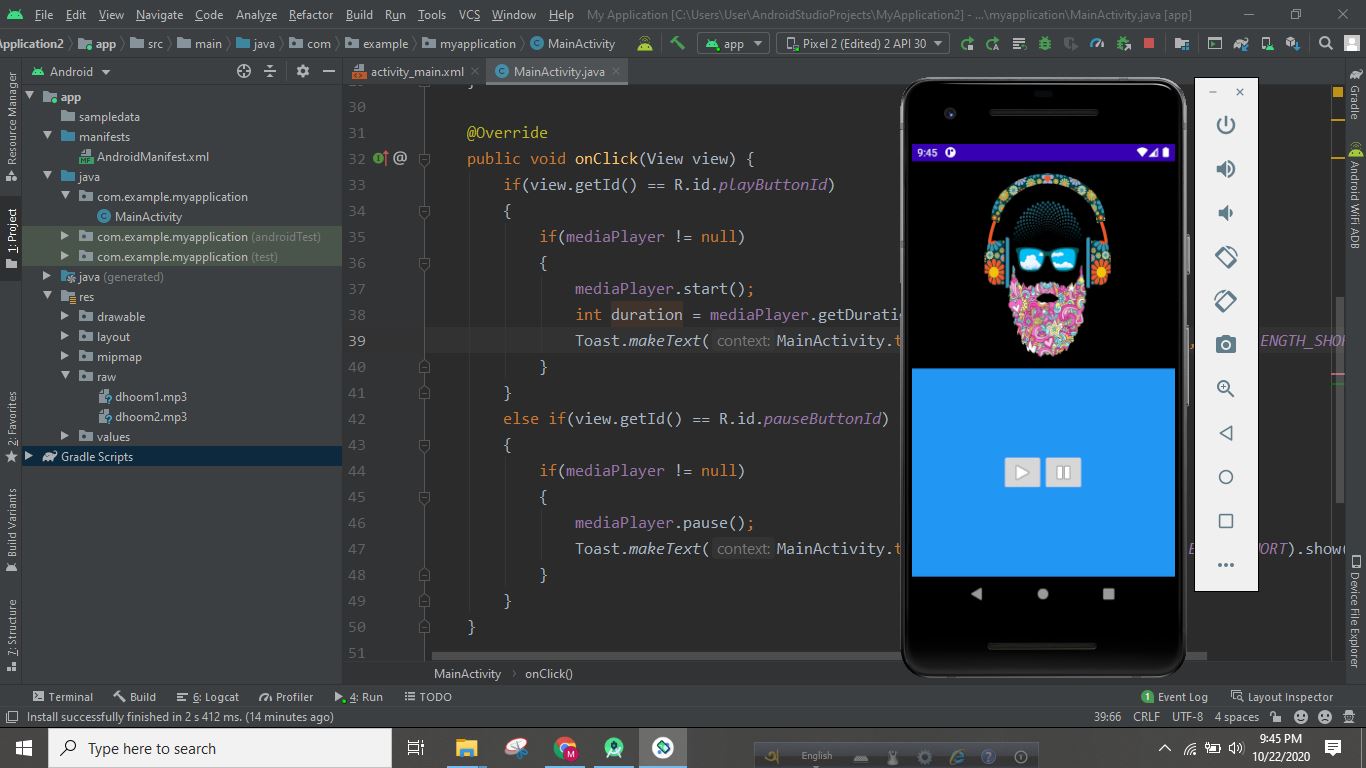 File Edit View Navigate Code Analyze Refactor Build Run Tools VCS Window Help My Application [C:\Users\User\AndroidStudioProjects\MyApplication2] - ...\myapplication\MainActivity.java [app]
Application2 app src main java com example myapplication MainActivity app Pixel 2 (Edited) 2 API 30
Android
activity_main.xml MainActivity.java
Resource Manager
1: Project
2: Favorites
Build Variants
7: Structure
app
sampledata
manifests
AndroidManifest.xml
java
com.example.myapplication
MainActivity
com.example.myapplication (androidTest)
com.example.myapplication (test)
java (generated)
res
drawable
layout
mipmap
raw
dhoom1.mp3
dhoom2.mp3
values
Gradle Scripts
30
31 @Override
32 public void onClick(View view) {
33 if(view.getId() == R.id.playButtonId)
34 {
35 if(mediaPlayer != null)
36 {
37 mediaPlayer.start();
38 int duration = mediaPlayer.getDurati
39 Toast.makeText( context: MainActivity.t , ENGTH_SHOR
40 }
41 }
42 else if(view.getId() == R.id.pauseButtonId)
43 {
44 if(mediaPlayer != null)
45 {
46 mediaPlayer.pause();
47 Toast.makeText( context: MainActivity.t ORT).show(
48 }
49 }
50 }
51
9:45
Gradle
Android WiFi ADB
Device File Explorer
MainActivity onClick()
Terminal Build 6: Logcat Profiler 4: Run TODO 1 Event Log Layout Inspector
Install successfully finished in 2 s 412 ms. (14 minutes ago) 39:66 CRLF UTF-8 4 spaces
Type here to search
M
English
9:45 PM
10/22/2020